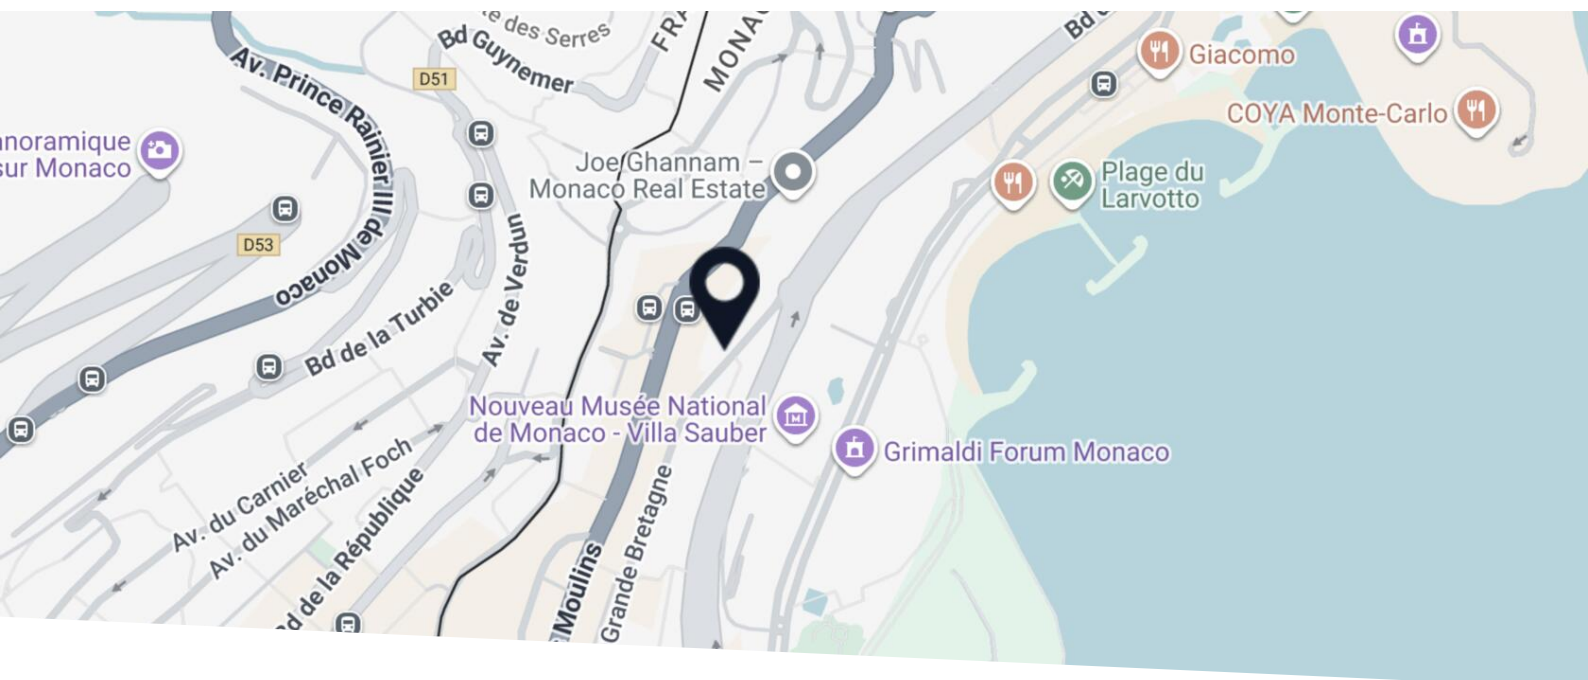 te des Serres
Bd Guynemer
FRA
MONAC
Bd d
Av. Prince Rainier III de Monaco
D51
Giacomo
COYA Monte-Carlo
anoramique
sur Monaco
Joe Ghannam –
Monaco Real Estate
Plage du
Larvotto
D53
Av. de Verdun
Bd de la Turbie
Nouveau Musée National
de Monaco - Villa Sauber
M
Grimaldi Forum Monaco
Av. du Carnier
Av. du Maréchal Foch
Bd de la République
Moulins
Grande Bretagne